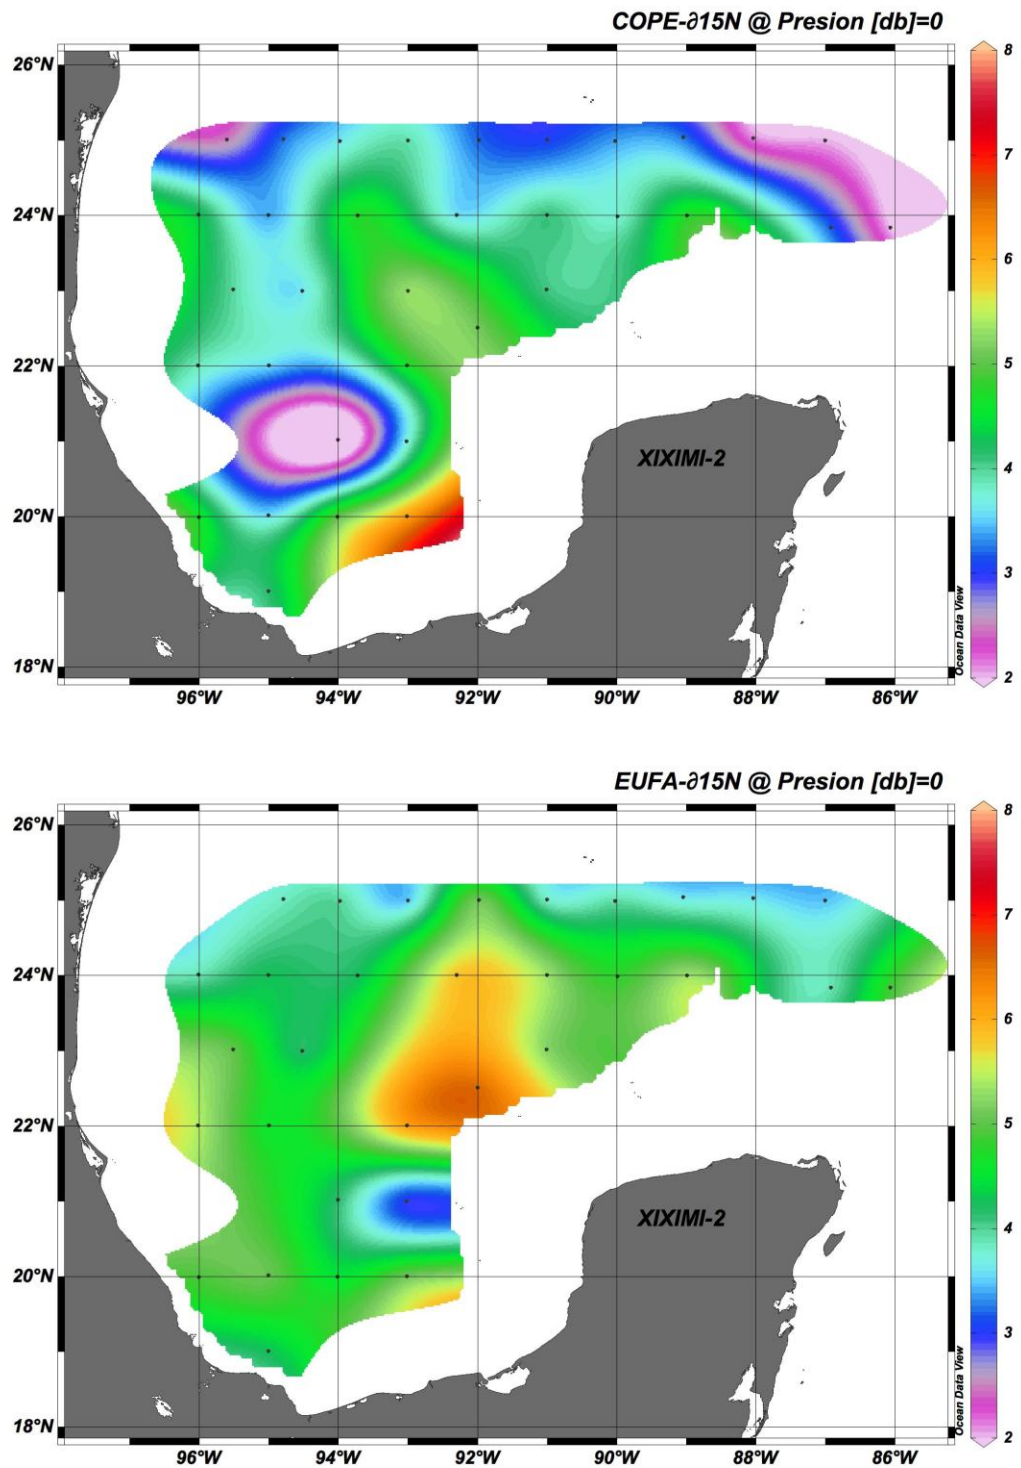 COPE-∂15N @ Presion [db]=0
26°N
24°N
22°N
20°N
18°N
96°W
94°W
92°W
90°W
88°W
86°W
XIXIMI-2
Ocean Data View
8
7
6
5
4
3
2
EUFA-∂15N @ Presion [db]=0
26°N
24°N
22°N
20°N
18°N
96°W
94°W
92°W
90°W
88°W
86°W
XIXIMI-2
Ocean Data View
8
7
6
5
4
3
2